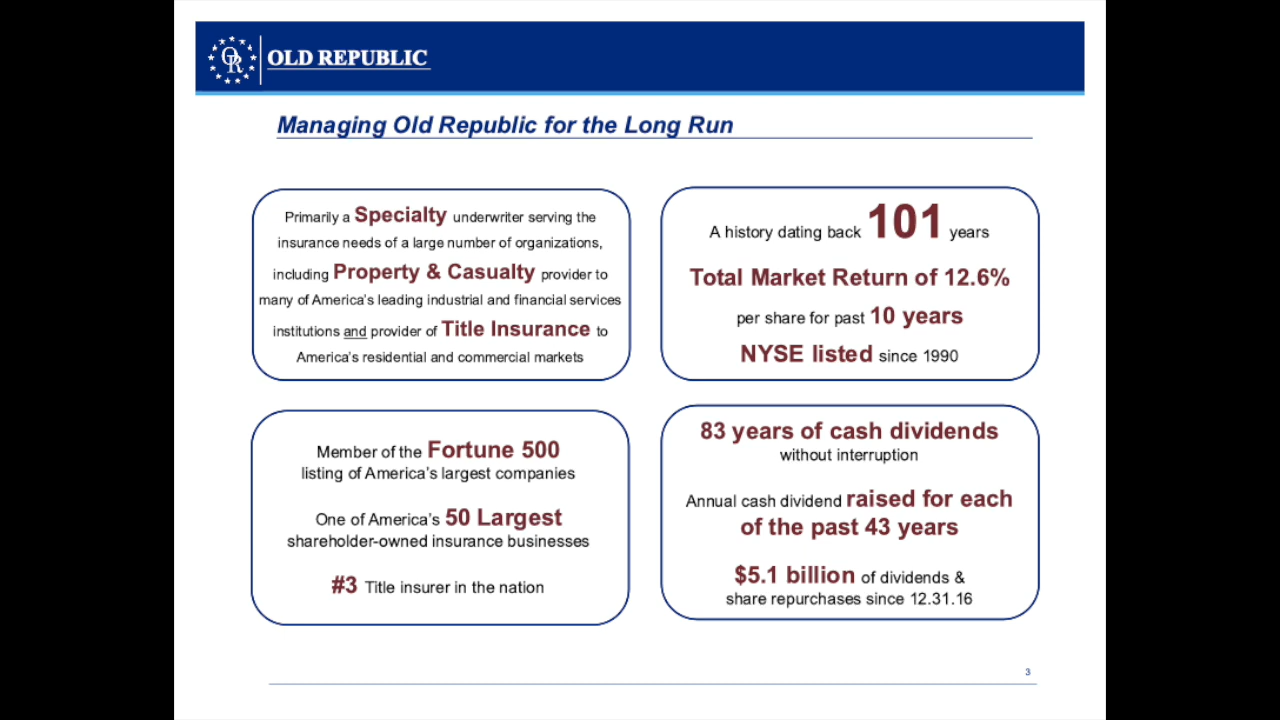 OLD REPUBLIC
Managing Old Republic for the Long Run
Primarily a Specialty underwriter serving the
insurance needs of a large number of organizations,
including Property & Casualty provider to
many of America's leading industrial and financial services
institutions and provider of Title Insurance to
America's residential and commercial markets
A history dating back 101 years
Total Market Return of 12.6%
per share for past 10 years
NYSE listed since 1990
Member of the Fortune 500
listing of America's largest companies
One of America's 50 Largest
shareholder-owned insurance businesses
#3 Title insurer in the nation
83 years of cash dividends
without interruption
Annual cash dividend raised for each
of the past 43 years
$5.1 billion of dividends &
share repurchases since 12.31.16
3